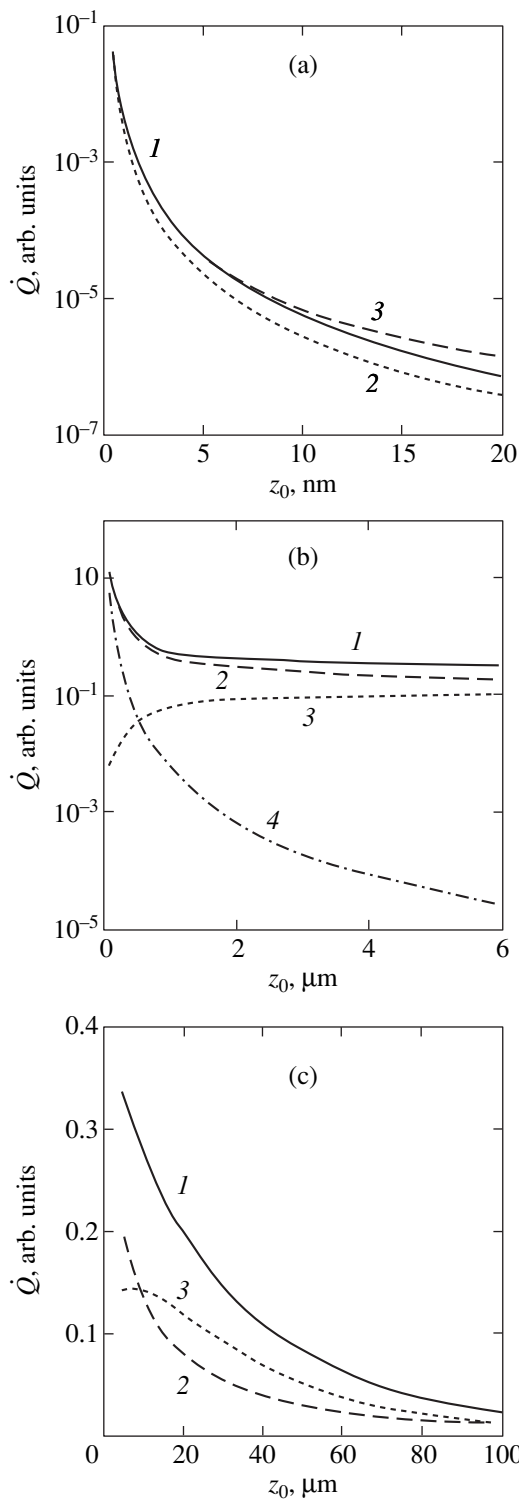 10⁻¹
(a)
1
10⁻³
Q̇, arb. units
10⁻⁵
3
2
10⁻⁷
0 5 10 15 20
z₀, nm
(b)
10
1
2
10⁻¹
3
Q̇, arb. units
10⁻³
4
10⁻⁵
0 2 4 6
z₀, μm
0.4
(c)
0.3
1
Q̇, arb. units
0.2
3
0.1
2
0 20 40 60 80 100
z₀, μm